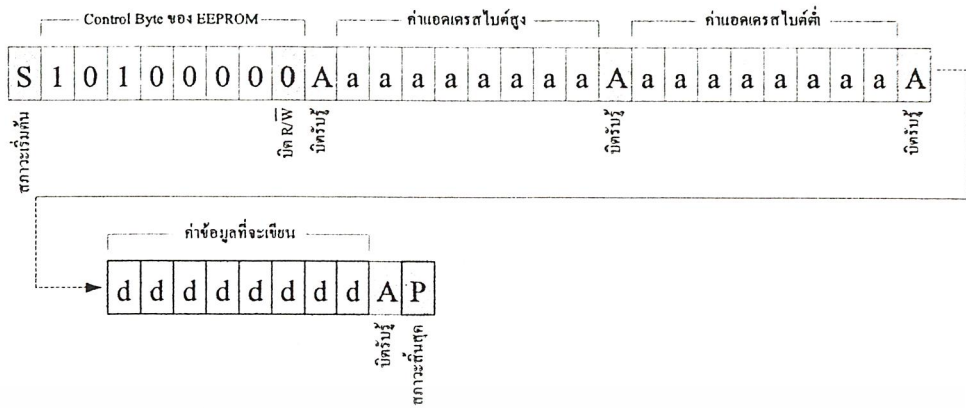 Control Byte ของ EEPROM
ค่าแอดเดรสไบต์สูง
ค่าแอดเดรสไบต์ต่ำ
S 1 0 1 0 0 0 0 0 A a a a a a a a a A a a a a a a a a A
สภาวะเริ่มต้น
บิต R/W
บิตรับรู้
บิตรับรู้
บิตรับรู้
ค่าข้อมูลที่จะเขียน
d d d d d d d d A P
บิตรับรู้
สภาวะสิ้นสุด